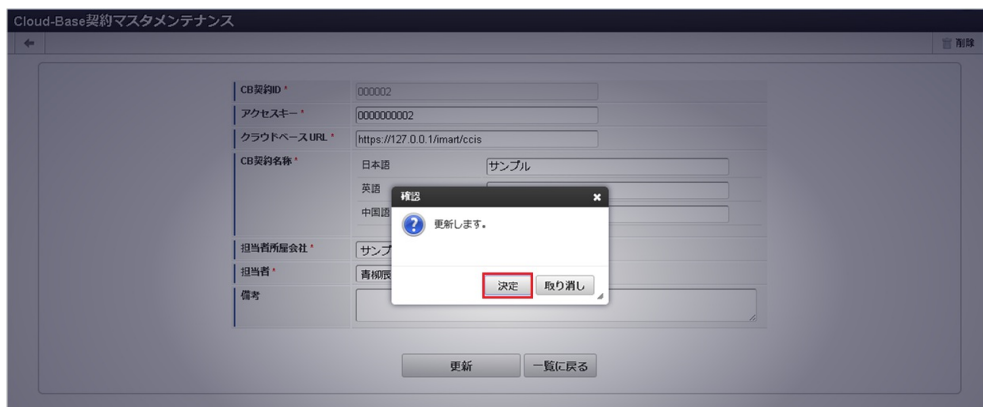 Cloud-Base契約マスタメンテナンス
削除
CB契約ID *
000002
アクセスキー *
0000000002
クラウドベースURL *
https://127.0.0.1/imart/ccis
CB契約名称 *
日本語
サンプル
英語
中国語
確認
更新します。
決定
取り消し
担当者所属会社 *
サンプ
担当者 *
青柳辰
備考
更新
一覧に戻る